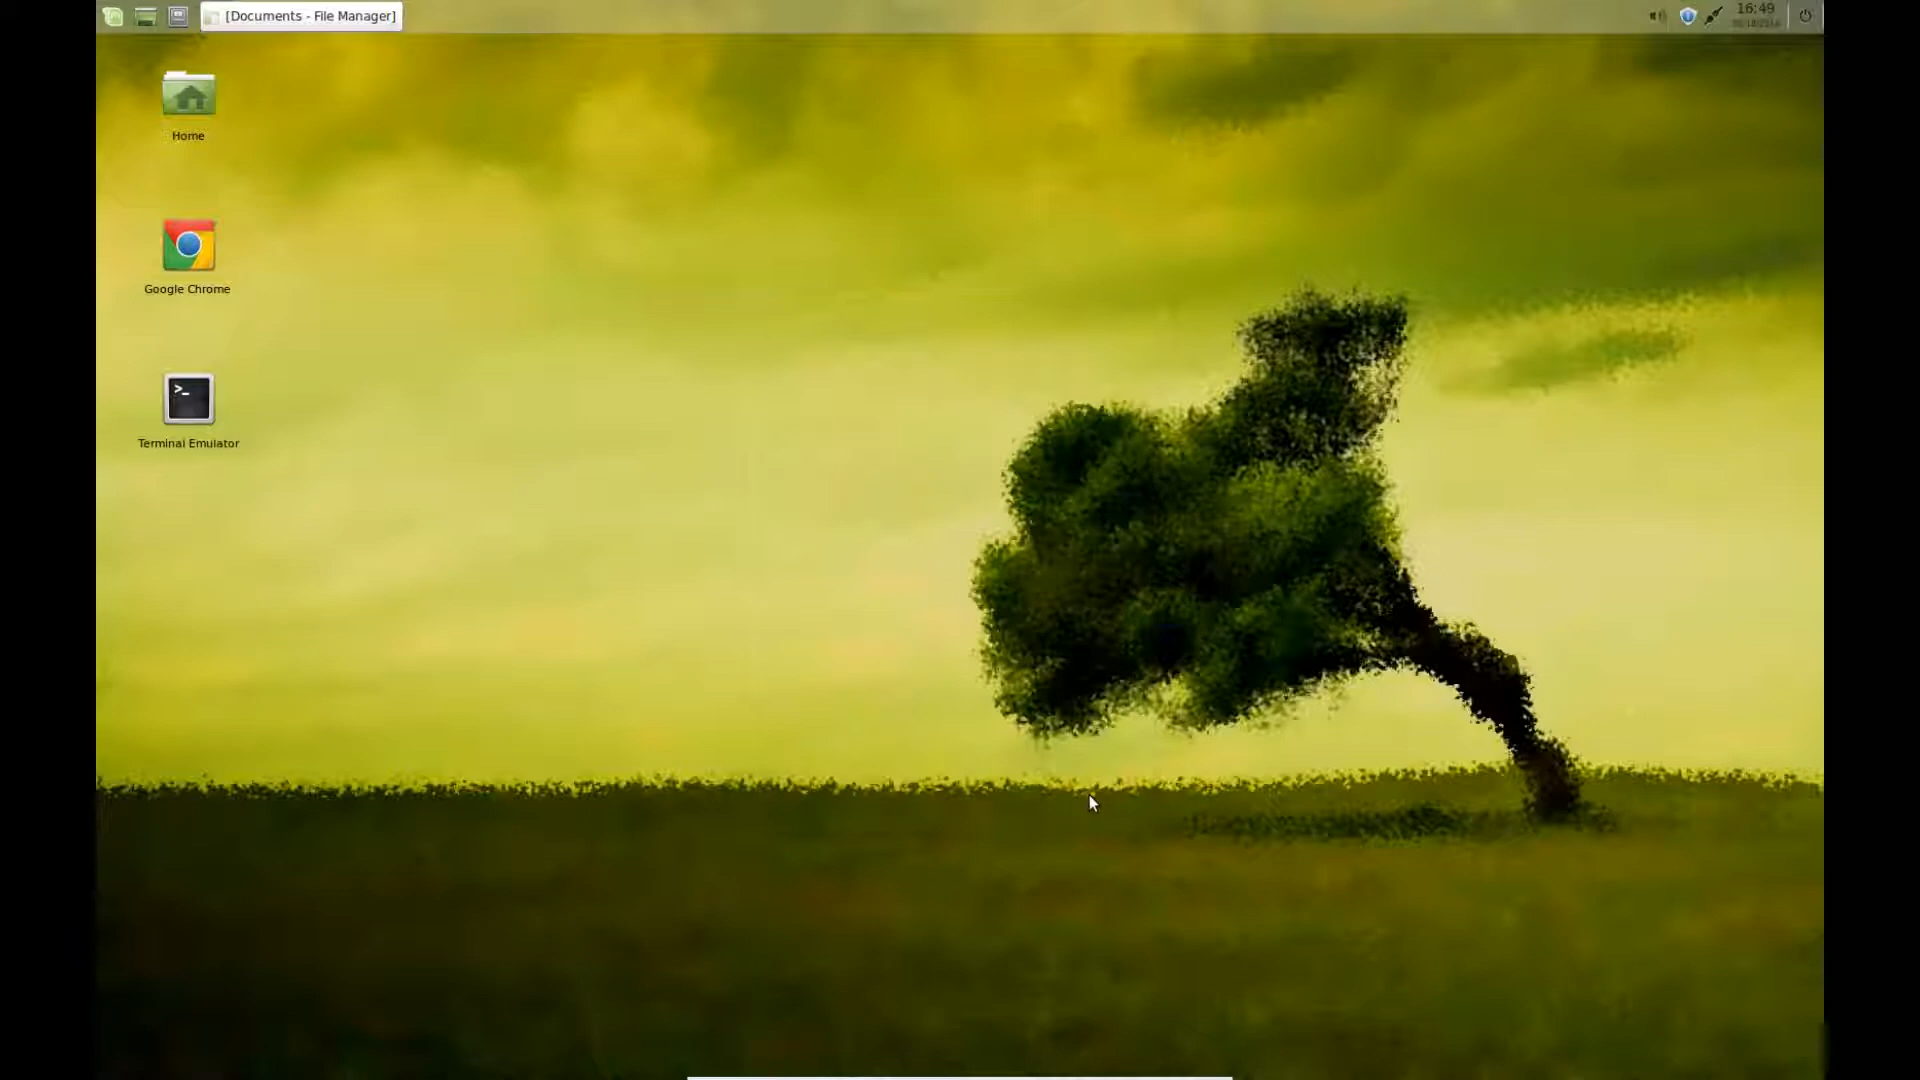 [Documents - File Manager]
16:49
Home
Google Chrome
>_
Terminal Emulator